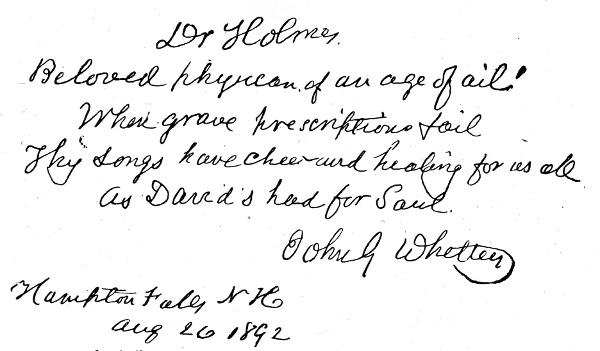 Dr Holmes.
Beloved physican of an age of ail!
When grave prescriptions fail
Thy songs have cheer and healing for us all
As David's had for Saul.
John G Whittier
Hampton Falls N H
Aug 26 1892